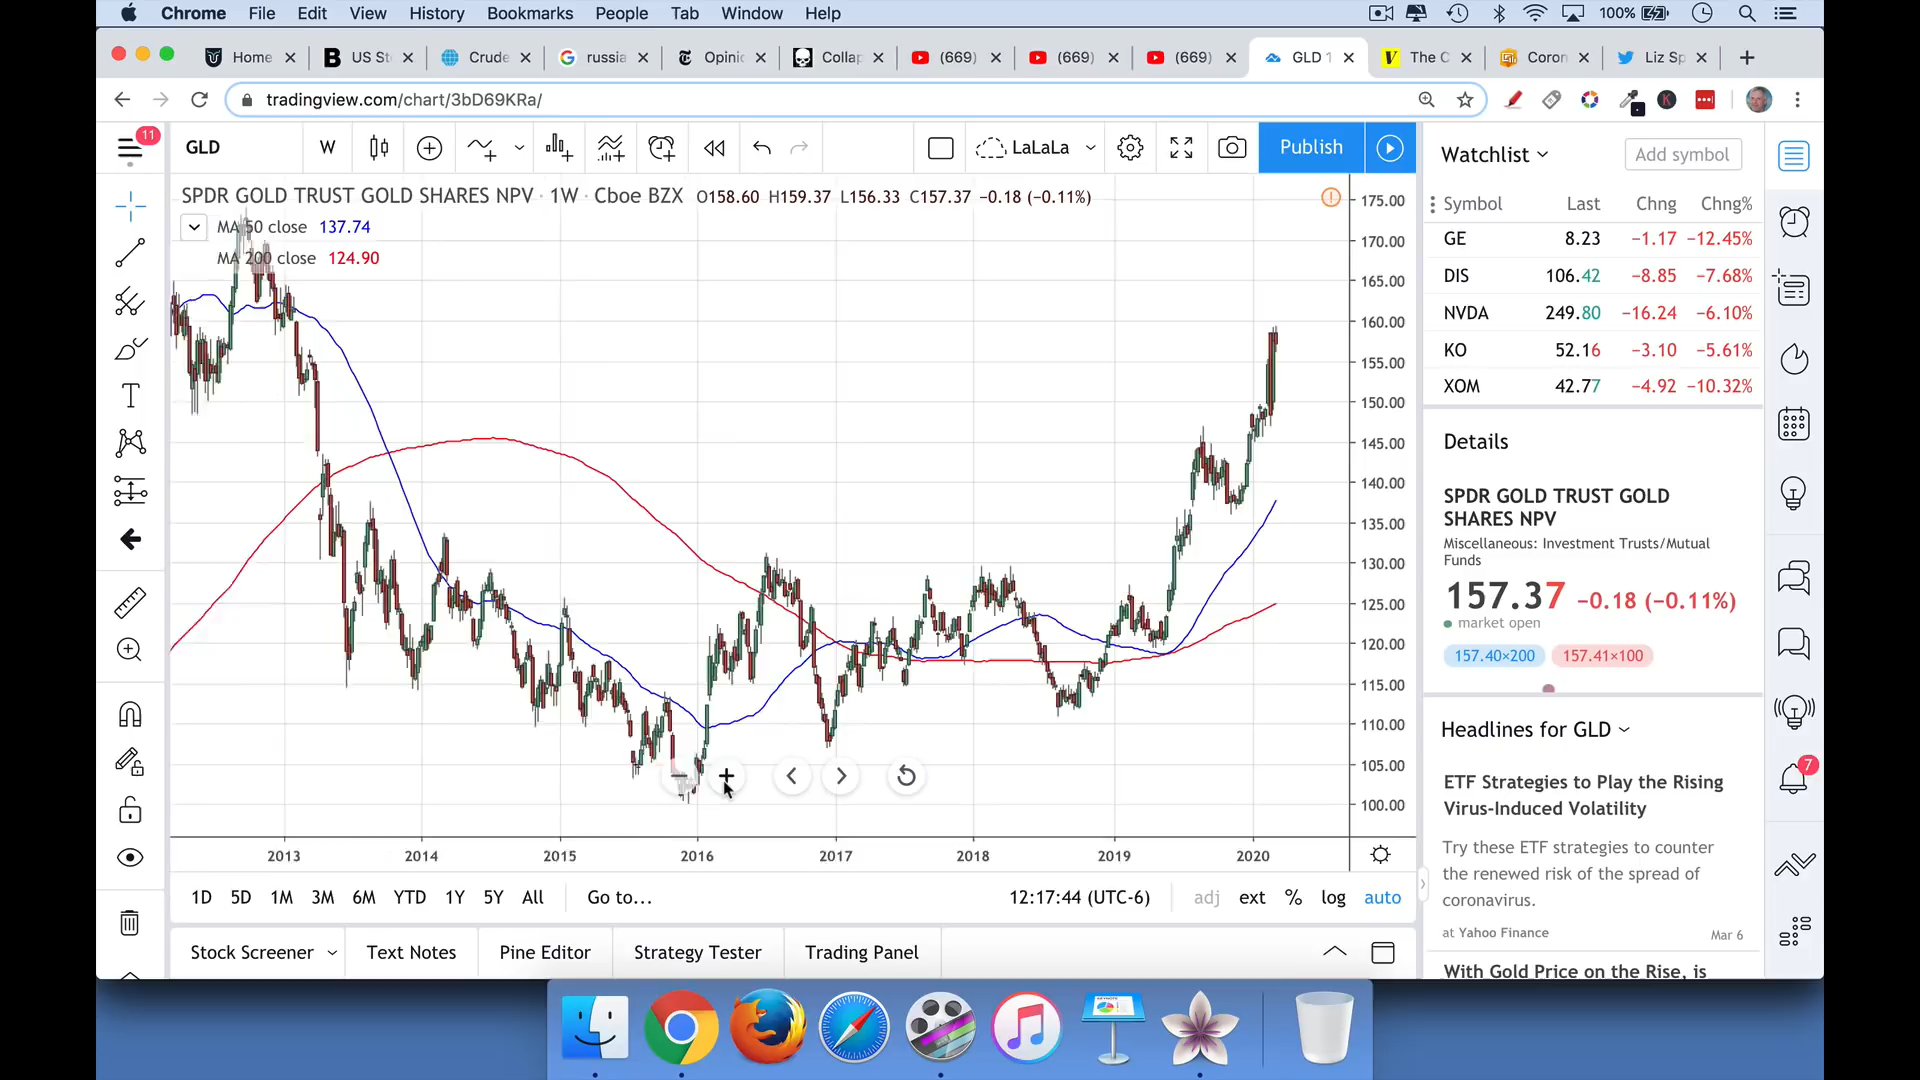 Chrome File Edit View History Bookmarks People Tab Window Help 100%
Home US St Crude russia Opinio Collap (669) (669) (669) GLD 1 The C Coron Liz Sp
tradingview.com/chart/3bD69KRa/
11 GLD W LaLaLa Publish
SPDR GOLD TRUST GOLD SHARES NPV · 1W · Cboe BZX O158.60 H159.37 L156.33 C157.37 −0.18 (−0.11%)
MA 50 close 137.74
MA 200 close 124.90
175.00
170.00
165.00
160.00
155.00
150.00
145.00
140.00
135.00
130.00
125.00
120.00
115.00
110.00
105.00
100.00
2013 2014 2015 2016 2017 2018 2019 2020
1D 5D 1M 3M 6M YTD 1Y 5Y All Go to... 12:17:44 (UTC-6) adj ext % log auto
Stock Screener Text Notes Pine Editor Strategy Tester Trading Panel
Watchlist Add symbol
Symbol Last Chng Chng%
GE 8.23 −1.17 −12.45%
DIS 106.42 −8.85 −7.68%
NVDA 249.80 −16.24 −6.10%
KO 52.16 −3.10 −5.61%
XOM 42.77 −4.92 −10.32%
Details
SPDR GOLD TRUST GOLD
SHARES NPV
Miscellaneous: Investment Trusts/Mutual
Funds
157.37 −0.18 (−0.11%)
market open
157.40×200 157.41×100
Headlines for GLD
7
ETF Strategies to Play the Rising
Virus-Induced Volatility
Try these ETF strategies to counter
the renewed risk of the spread of
coronavirus.
at Yahoo Finance Mar 6
With Gold Price on the Rise, is
KEYNOTE